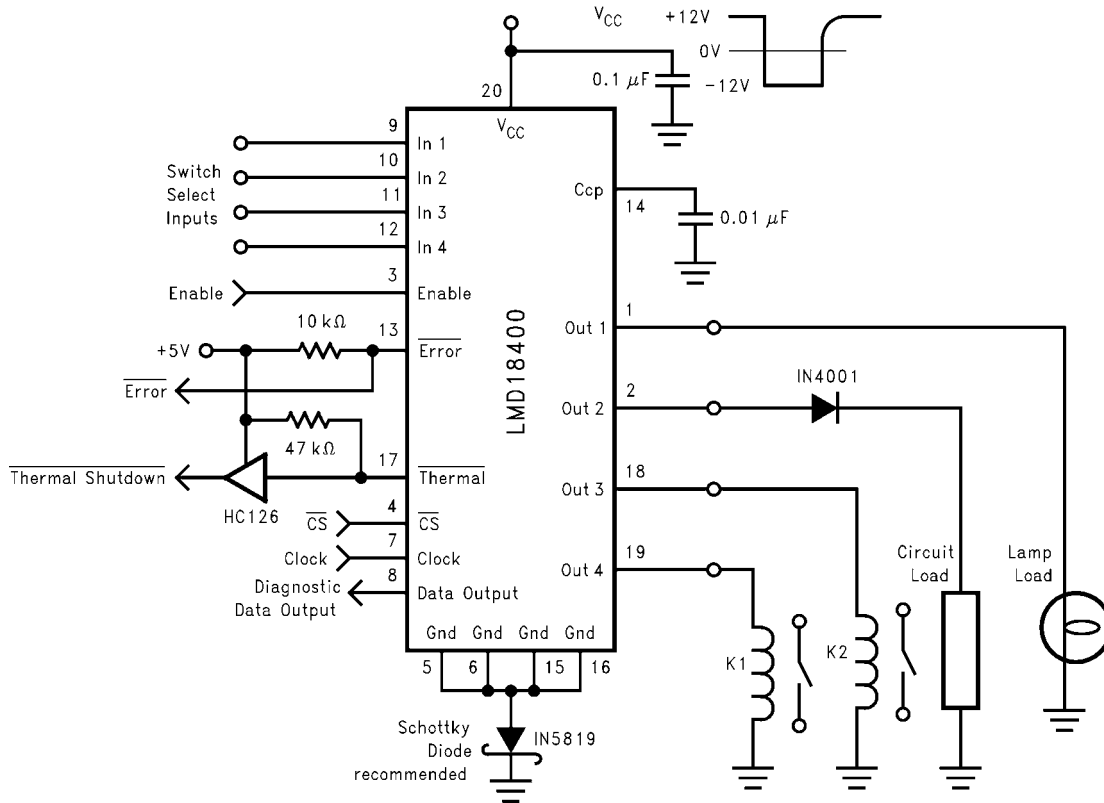 V_CC
+12V
0V
−12V
0.1 μF
20
V_CC
9
In 1
10
In 2
11
In 3
12
In 4
Switch
Select
Inputs
3
Enable
Enable
10 kΩ
13
+5V
Error
Error
47 kΩ
17
Thermal Shutdown
Thermal
HC126
4
CS
CS
7
Clock
Clock
8
Diagnostic
Data Output
Data Output
LMD18400
Ccp
14
0.01 μF
1
Out 1
2
Out 2
IN4001
18
Out 3
19
Out 4
Circuit
Load
Lamp
Load
K1
K2
Gnd
Gnd
Gnd
Gnd
5
6
15
16
Schottky
Diode
recommended
IN5819